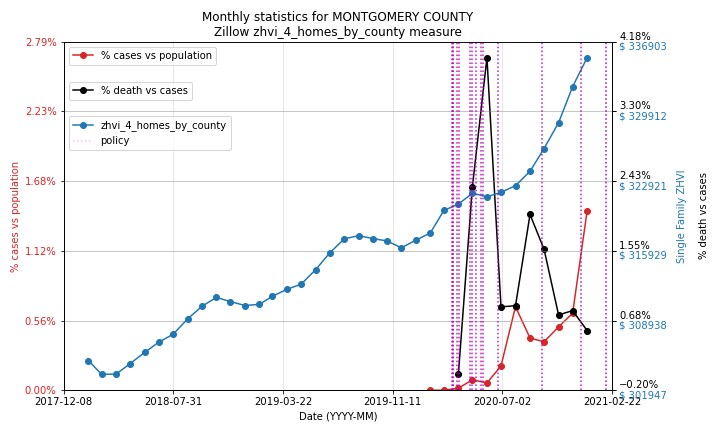 Monthly statistics for MONTGOMERY COUNTY
Zillow zhvi_4_homes_by_county measure
2.79%
2.23%
1.68%
1.12%
0.56%
0.00%
% cases vs population
% cases vs population
% death vs cases
zhvi_4_homes_by_county
policy
4.18%
$ 336903
3.30%
$ 329912
2.43%
$ 322921
1.55%
$ 315929
0.68%
$ 308938
−0.20%
$ 301947
Single Family ZHVI
% death vs cases
2017-12-08
2018-07-31
2019-03-22
2019-11-11
2020-07-02
2021-02-22
Date (YYYY-MM)